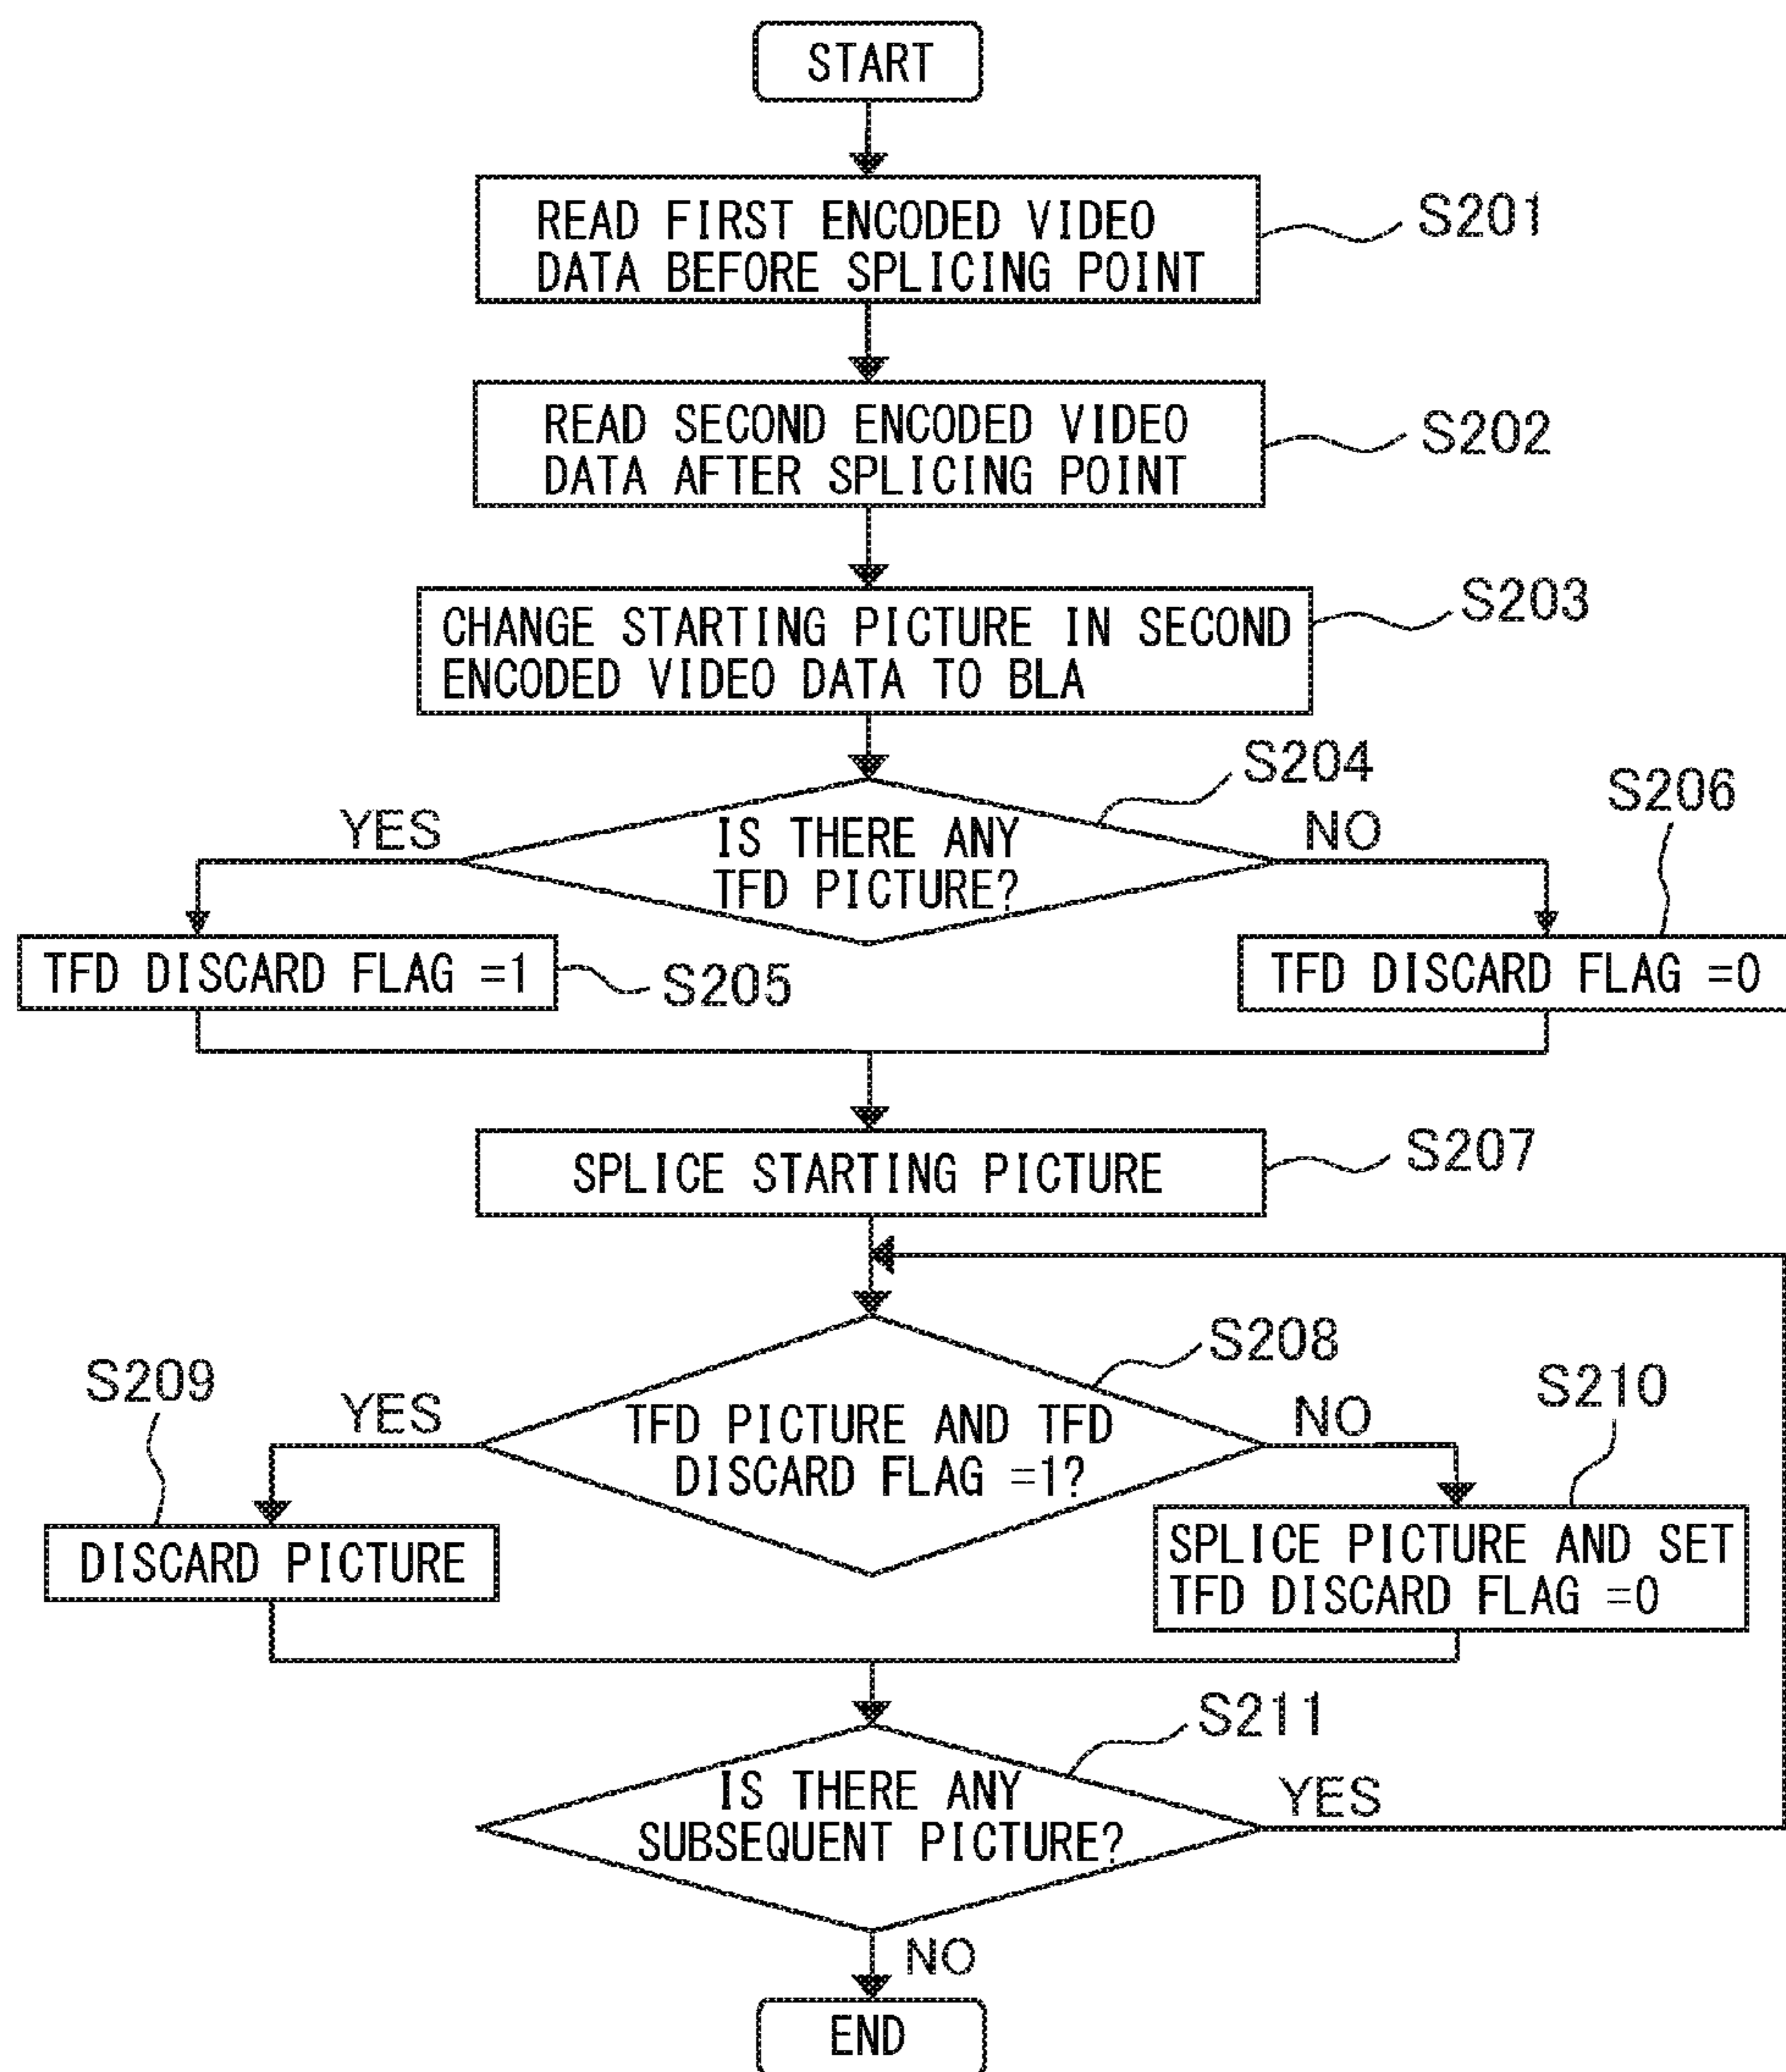 START
READ FIRST ENCODED VIDEO
DATA BEFORE SPLICING POINT
S201
READ SECOND ENCODED VIDEO
DATA AFTER SPLICING POINT
S202
CHANGE STARTING PICTURE IN SECOND
ENCODED VIDEO DATA TO BLA
S203
S204
IS THERE ANY
TFD PICTURE?
YES
NO
S206
TFD DISCARD FLAG =1
S205
TFD DISCARD FLAG =0
SPLICE STARTING PICTURE
S207
S208
TFD PICTURE AND TFD
DISCARD FLAG =1?
S209
YES
NO
S210
DISCARD PICTURE
SPLICE PICTURE AND SET
TFD DISCARD FLAG =0
S211
IS THERE ANY
SUBSEQUENT PICTURE?
YES
NO
END